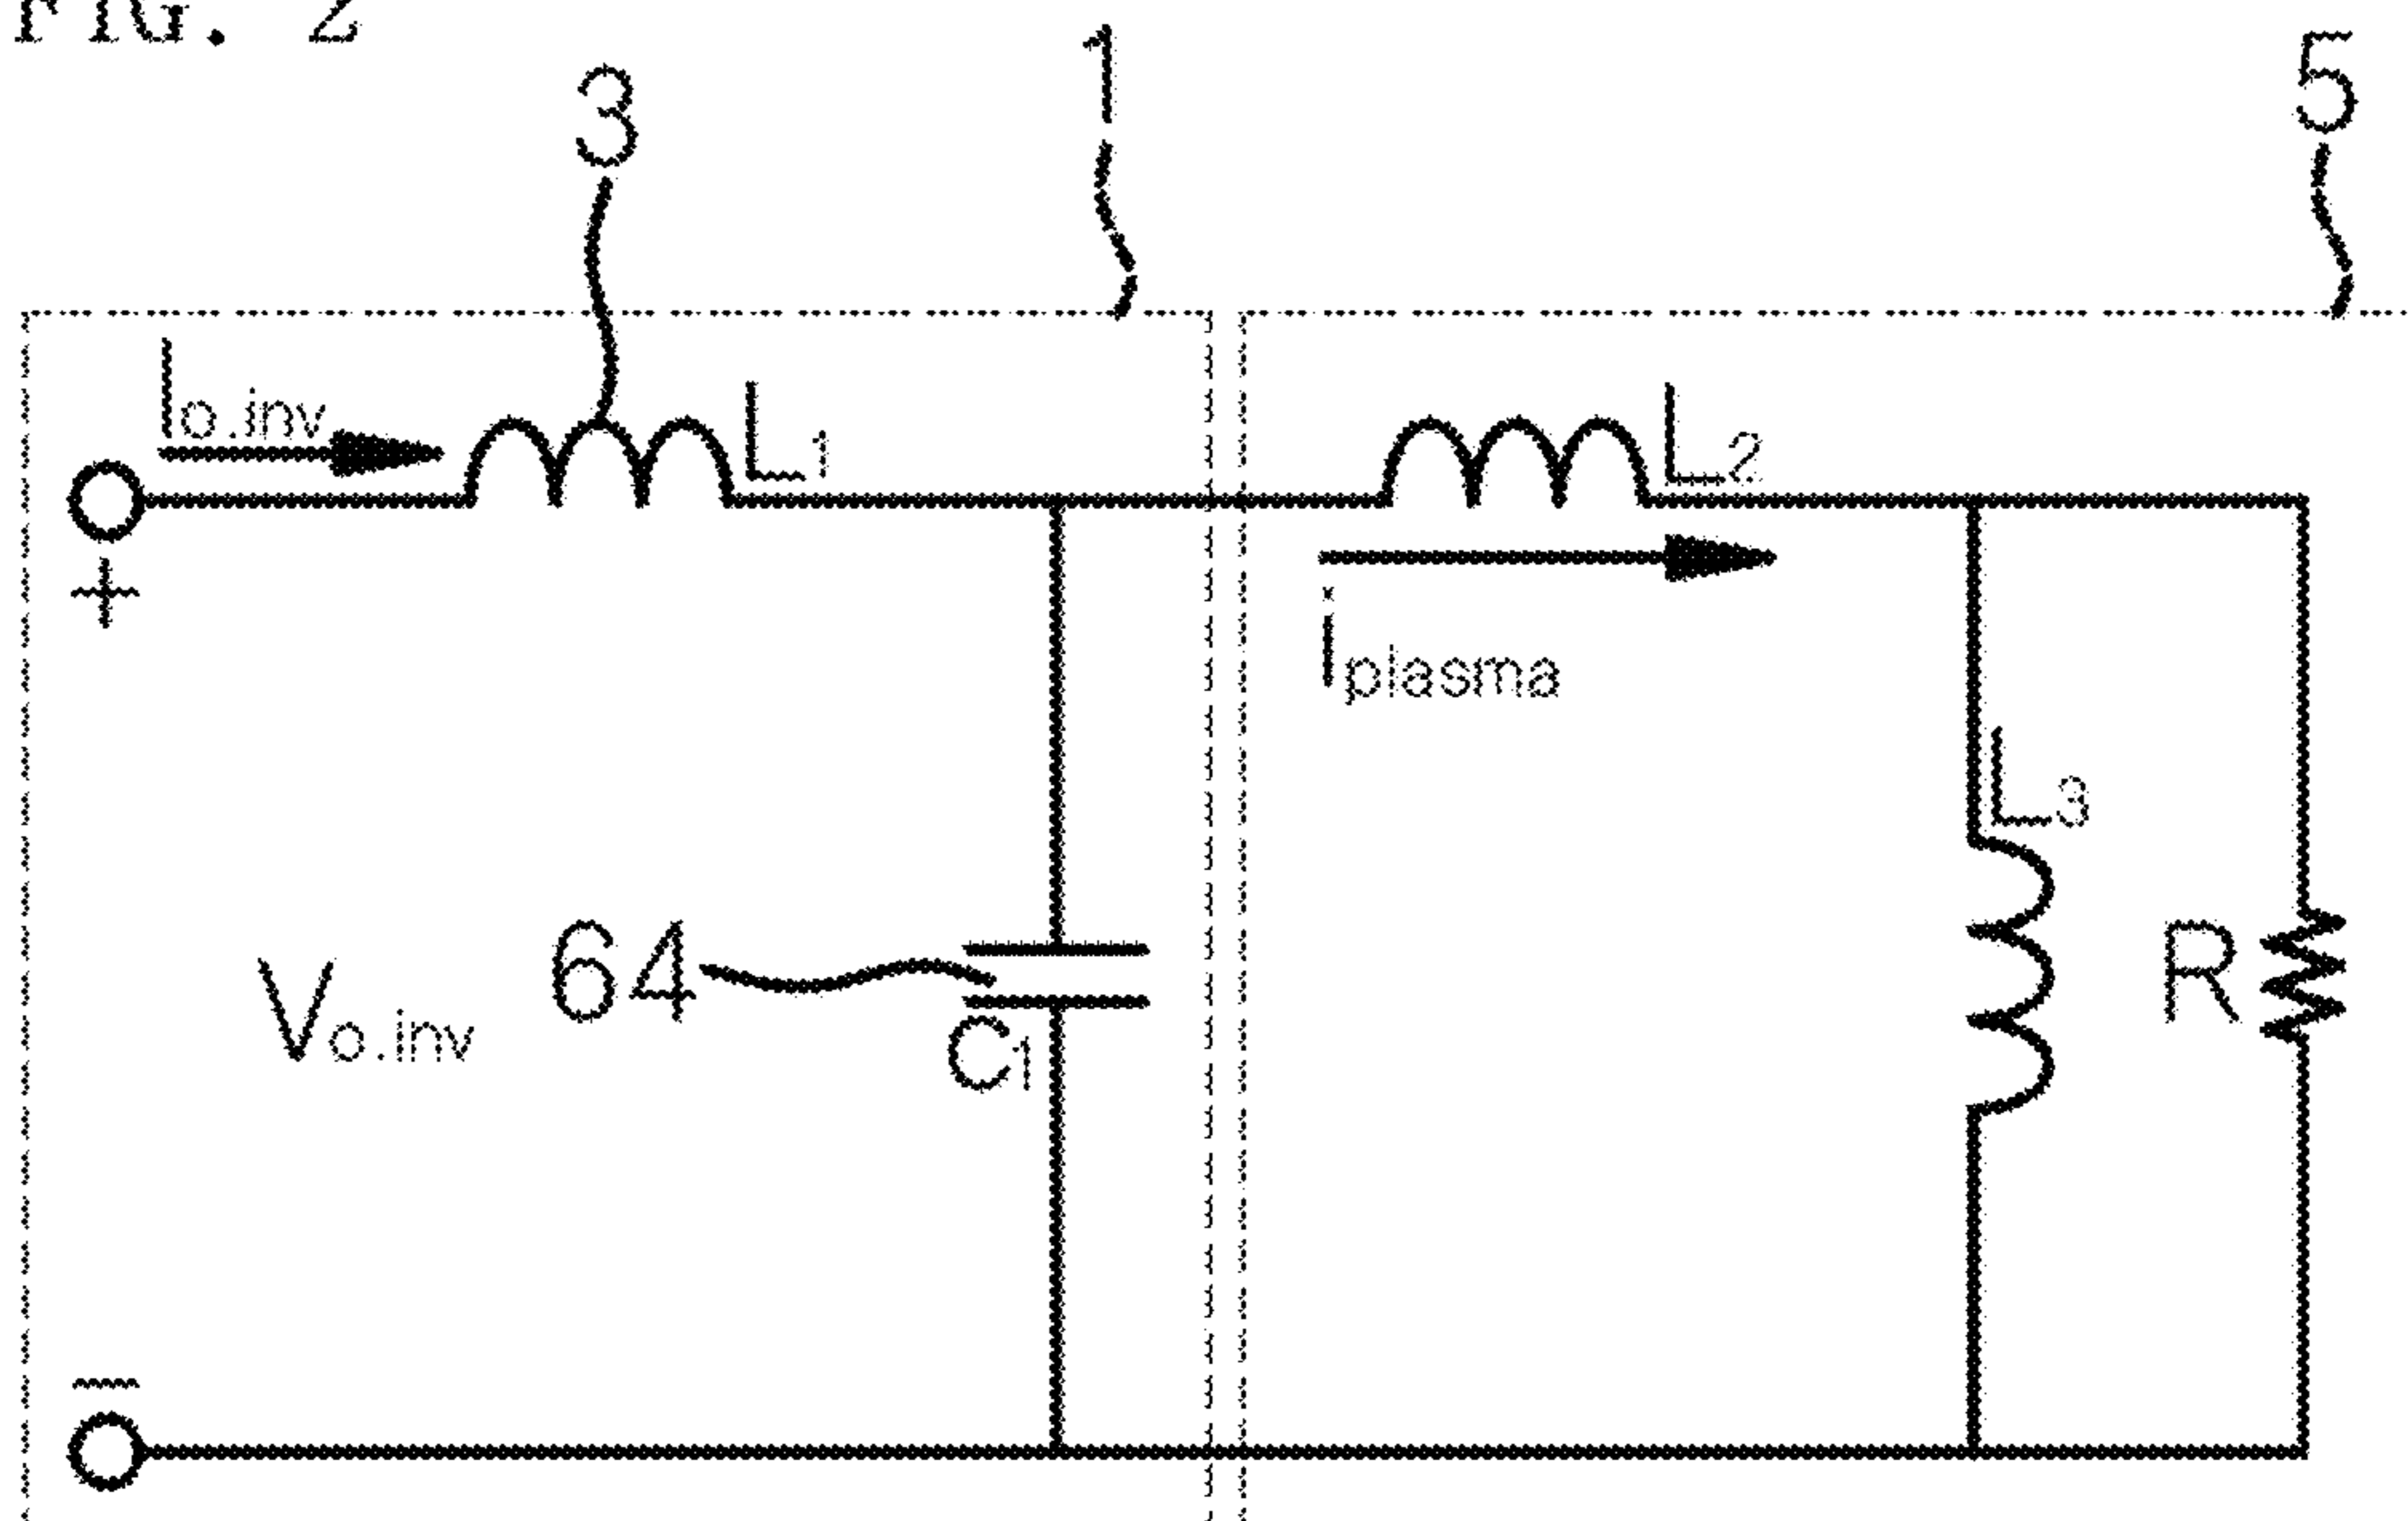 FIG. 2
3
1
5
Io.inv
L1
L2
+
iplasma
L3
64
R
Vo.inv
C1
−